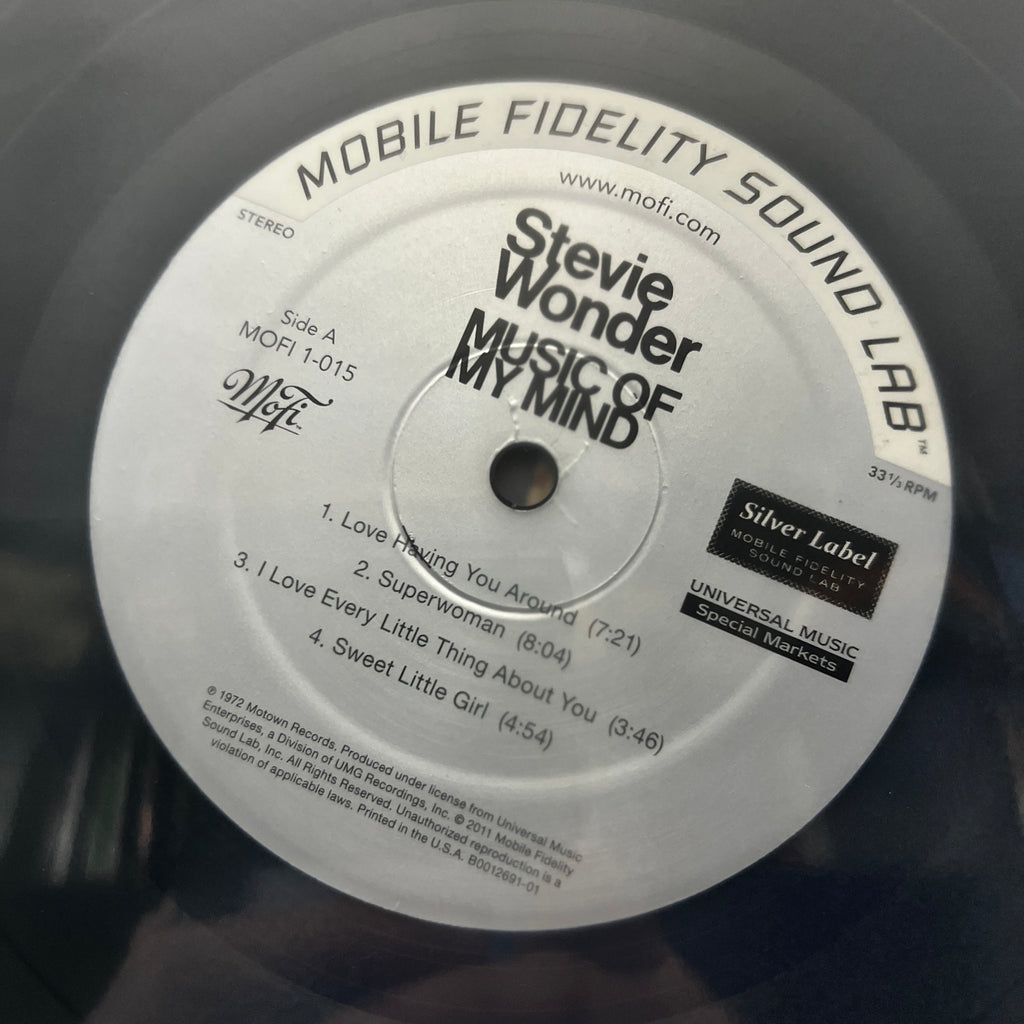 MOBILE FIDELITY SOUND LAB™
www.mofi.com
STEREO
Stevie
Wonder
MUSIC OF
MY MIND
Side A
MOFI 1-015
Mofi™
33 1/3 RPM
Silver Label
MOBILE FIDELITY
SOUND LAB
UNIVERSAL MUSIC
Special Markets
1. Love Having You Around (7:21)
2. Superwoman (8:04)
3. I Love Every Little Thing About You (3:46)
4. Sweet Little Girl (4:54)
℗ 1972 Motown Records. Produced under license from Universal Music
Enterprises, a Division of UMG Recordings, Inc. © 2011 Mobile Fidelity
Sound Lab, Inc. All Rights Reserved. Unauthorized reproduction is a
violation of applicable laws. Printed in the U.S.A. B0012691-01